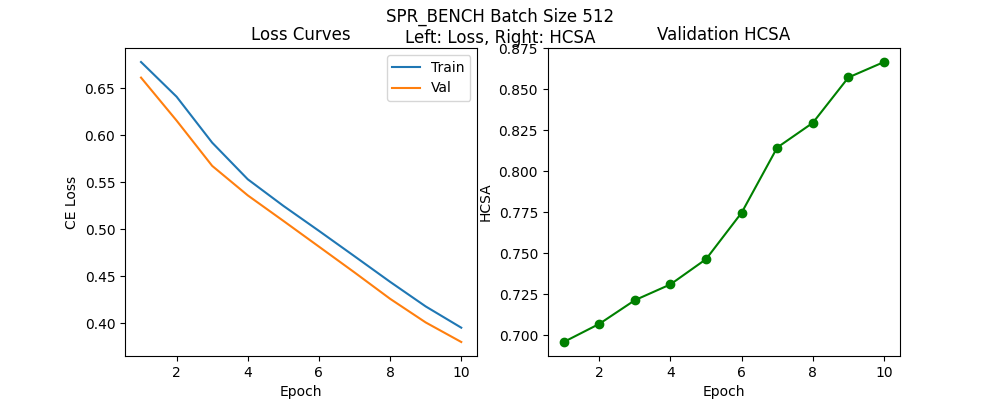 SPR_BENCH Batch Size 512
Left: Loss, Right: HCSA
Loss Curves
Train
Val
CE Loss
0.65
0.60
0.55
0.50
0.45
0.40
2 4 6 8 10
Epoch
Validation HCSA
HCSA
0.875
0.850
0.825
0.800
0.775
0.750
0.725
0.700
2 4 6 8 10
Epoch